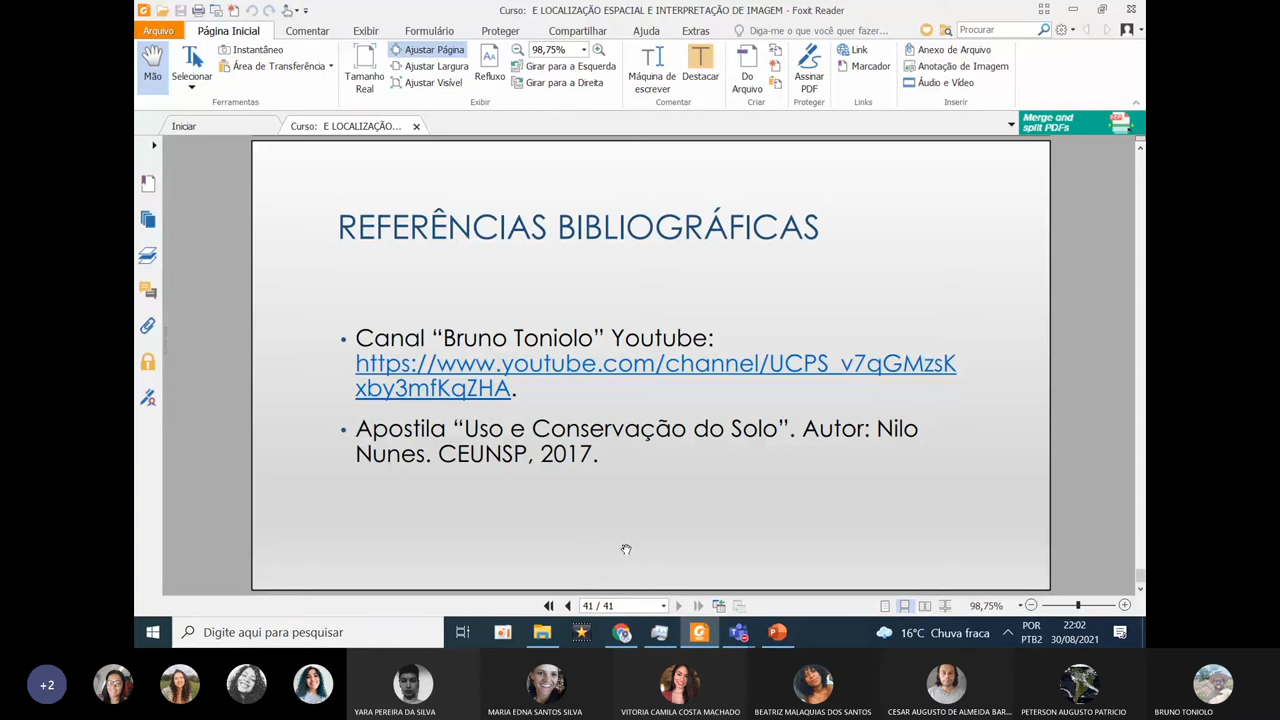 Curso: E LOCALIZAÇÃO ESPACIAL E INTERPRETAÇÃO DE IMAGEM - Foxit Reader
Arquivo Página Inicial Comentar Exibir Formulário Proteger Compartilhar Ajuda Extras Diga-me o que você quer fazer... Procurar
Mão
Selecionar
Instantâneo
Área de Transferência
Ferramentas
Tamanho Real
Ajustar Página
Ajustar Largura
Ajustar Visível
Refluxo
98,75%
Girar para a Esquerda
Girar para a Direita
Exibir
Máquina de escrever
Destacar
Comentar
Do Arquivo
Criar
Assinar PDF
Proteger
Link
Marcador
Links
Anexo de Arquivo
Anotação de Imagem
Áudio e Vídeo
Inserir
Iniciar
Curso: E LOCALIZAÇÃO...
Merge and
split PDFs
REFERÊNCIAS BIBLIOGRÁFICAS
• Canal “Bruno Toniolo” Youtube:
https://www.youtube.com/channel/UCPS_v7qGMzsK
xby3mfKqZHA.
• Apostila “Uso e Conservação do Solo”. Autor: Nilo
Nunes. CEUNSP, 2017.
41 / 41
98,75%
Digite aqui para pesquisar
16°C Chuva fraca
POR
PTB2
22:02
30/08/2021
+2
YARA PEREIRA DA SILVA
MARIA EDNA SANTOS SILVA
VITORIA CAMILA COSTA MACHADO
BEATRIZ MALAQUIAS DOS SANTOS
CESAR AUGUSTO DE ALMEIDA BAR...
PETERSON AUGUSTO PATRICIO
BRUNO TONIOLO